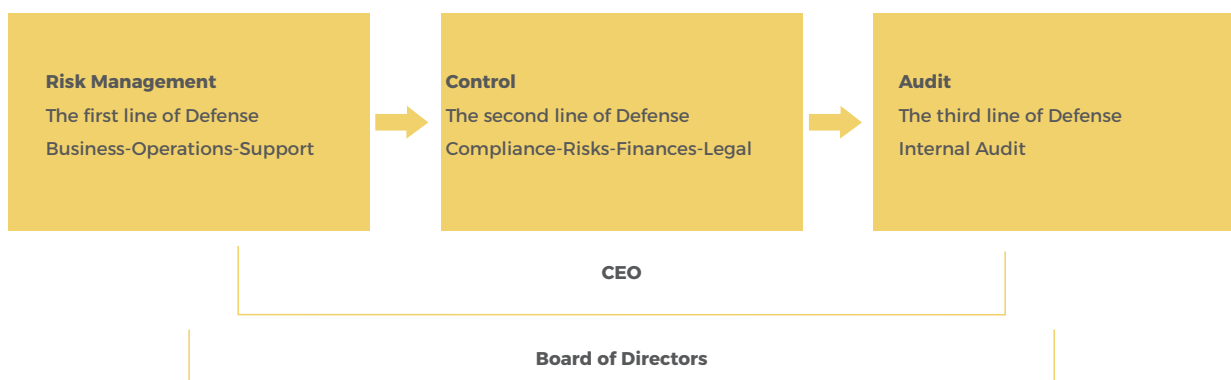 Risk Management
The first line of Defense
Business-Operations-Support
Control
The second line of Defense
Compliance-Risks-Finances-Legal
Audit
The third line of Defense
Internal Audit
CEO
Board of Directors